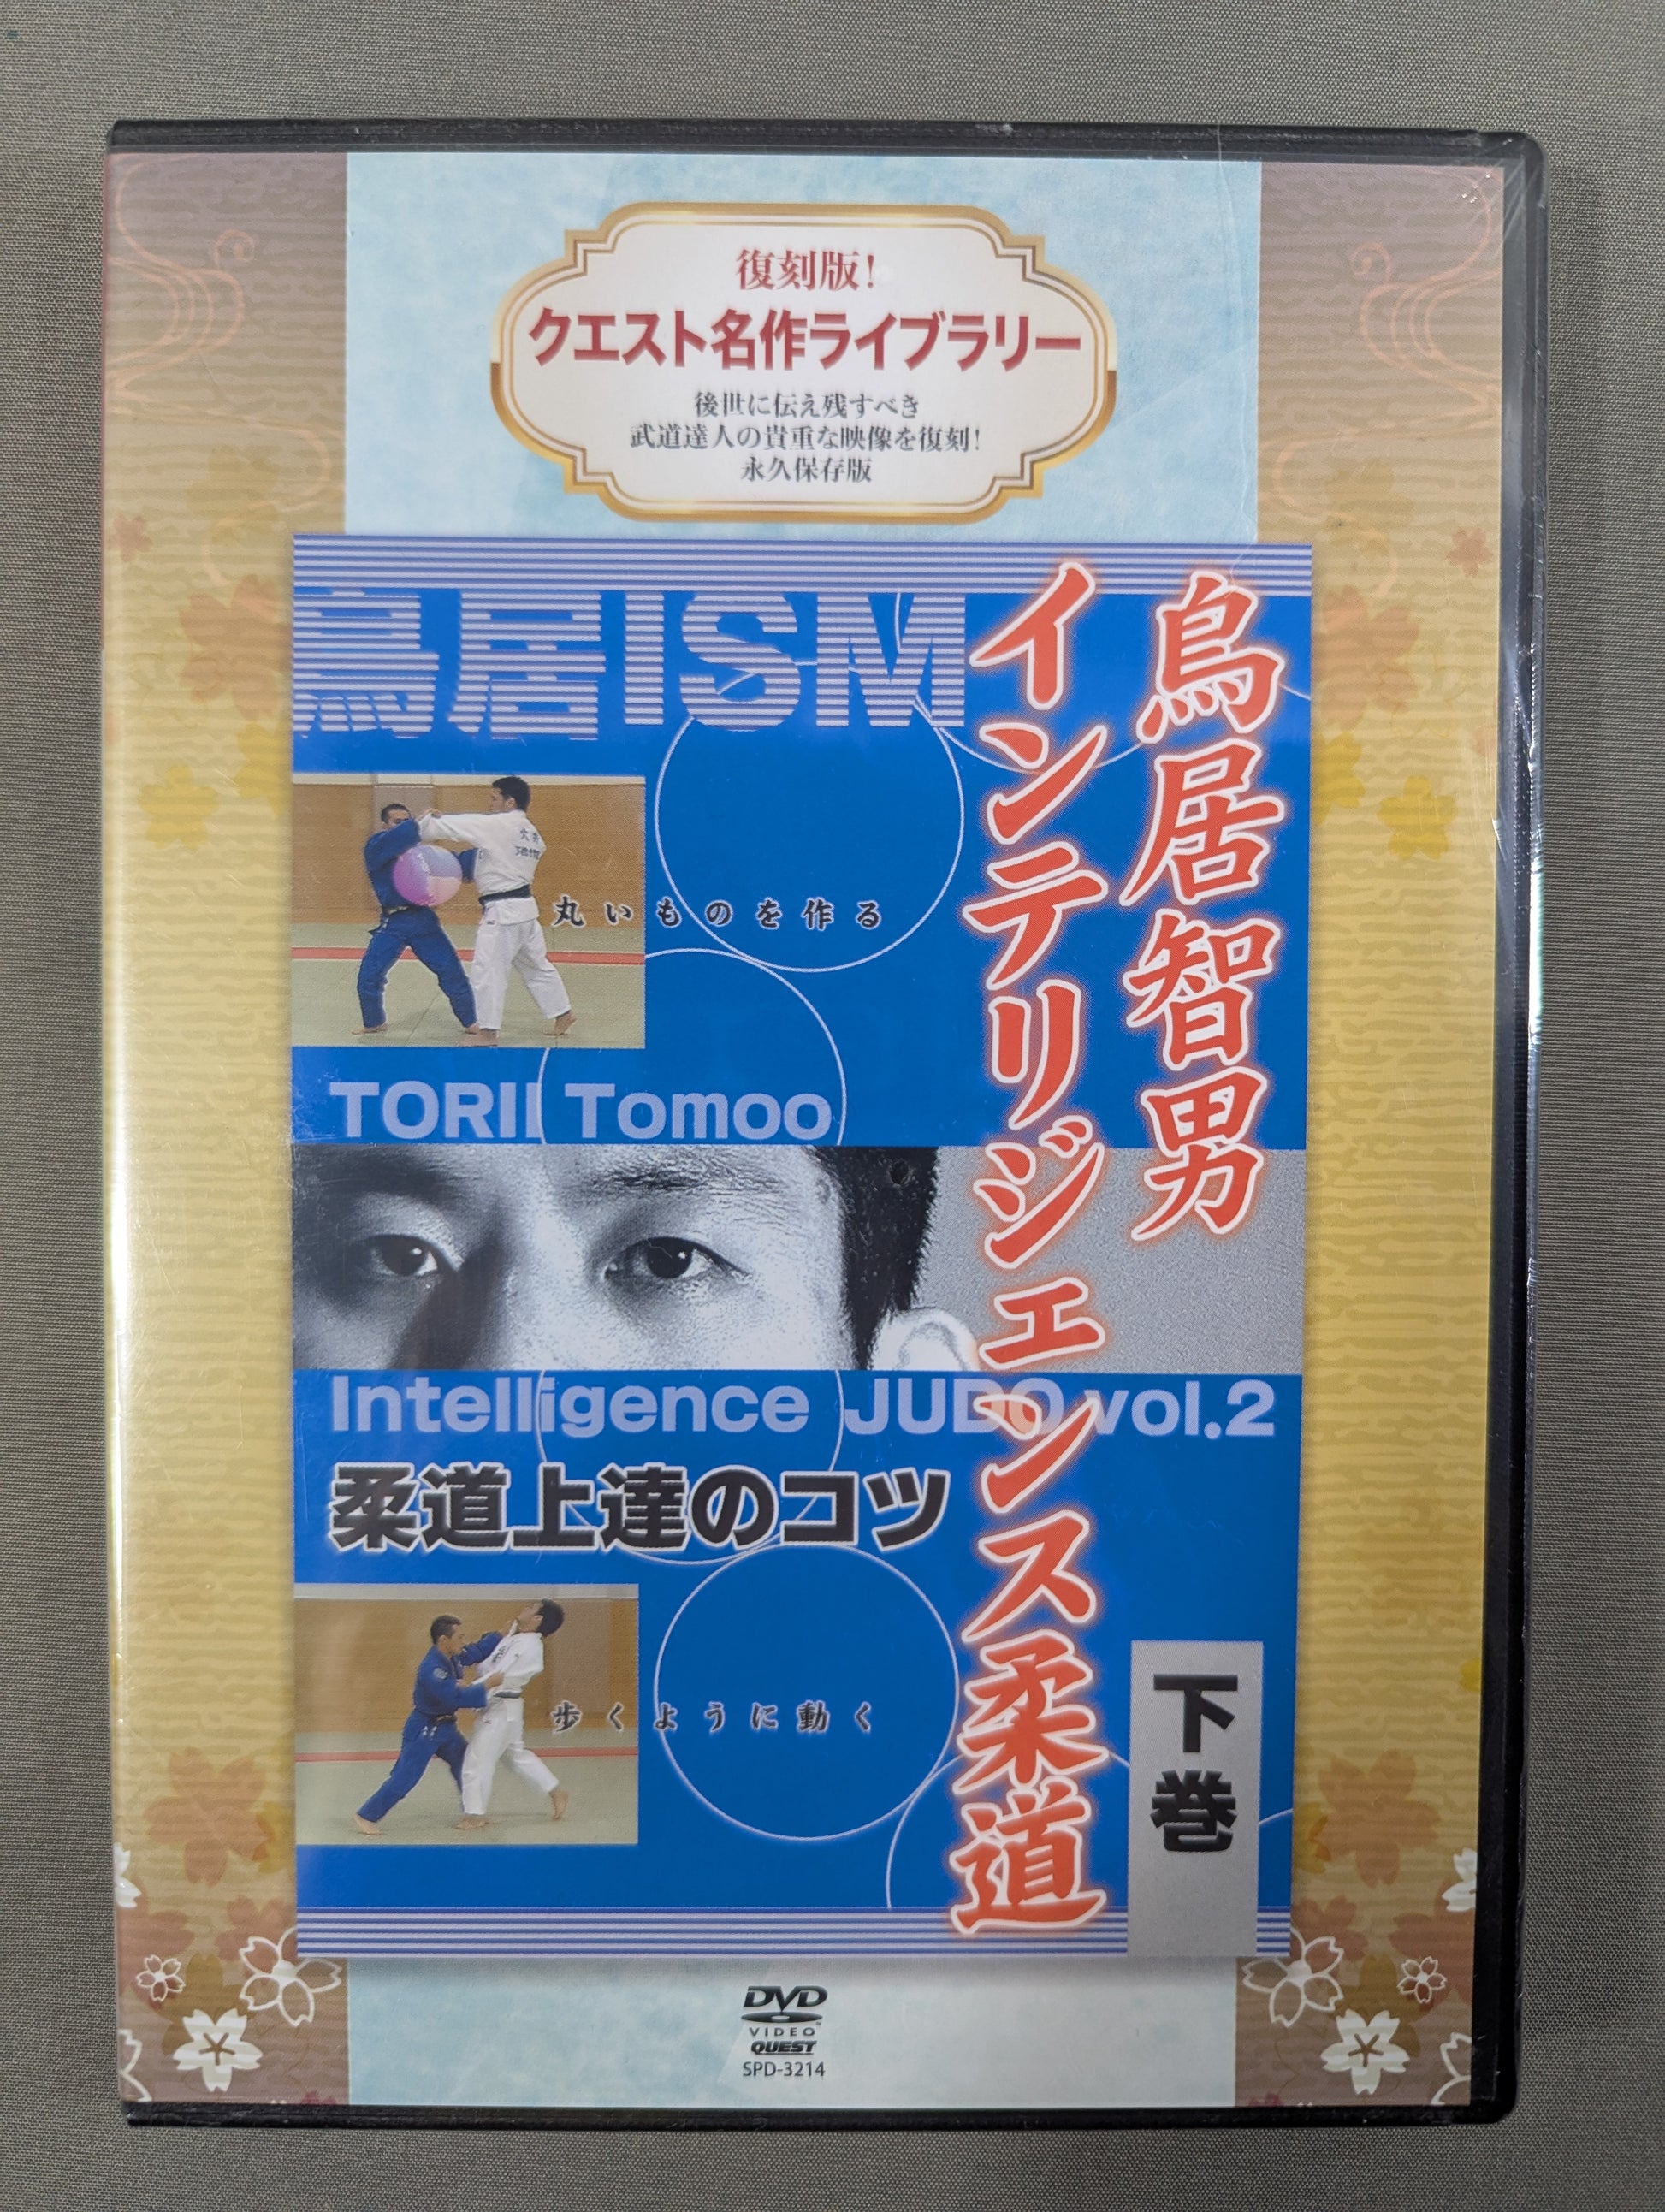 復刻版!
クエスト名作ライブラリー
後世に伝え残すべき
武道達人の貴重な映像を復刻!
永久保存版
鳥居ISM
鳥居智男
インテリジェンス柔道
丸いものを作る
TORII Tomoo
Intelligence JUDO vol.2
柔道上達のコツ
歩くように動く
下巻
DVD
VIDEO
QUEST
SPD-3214